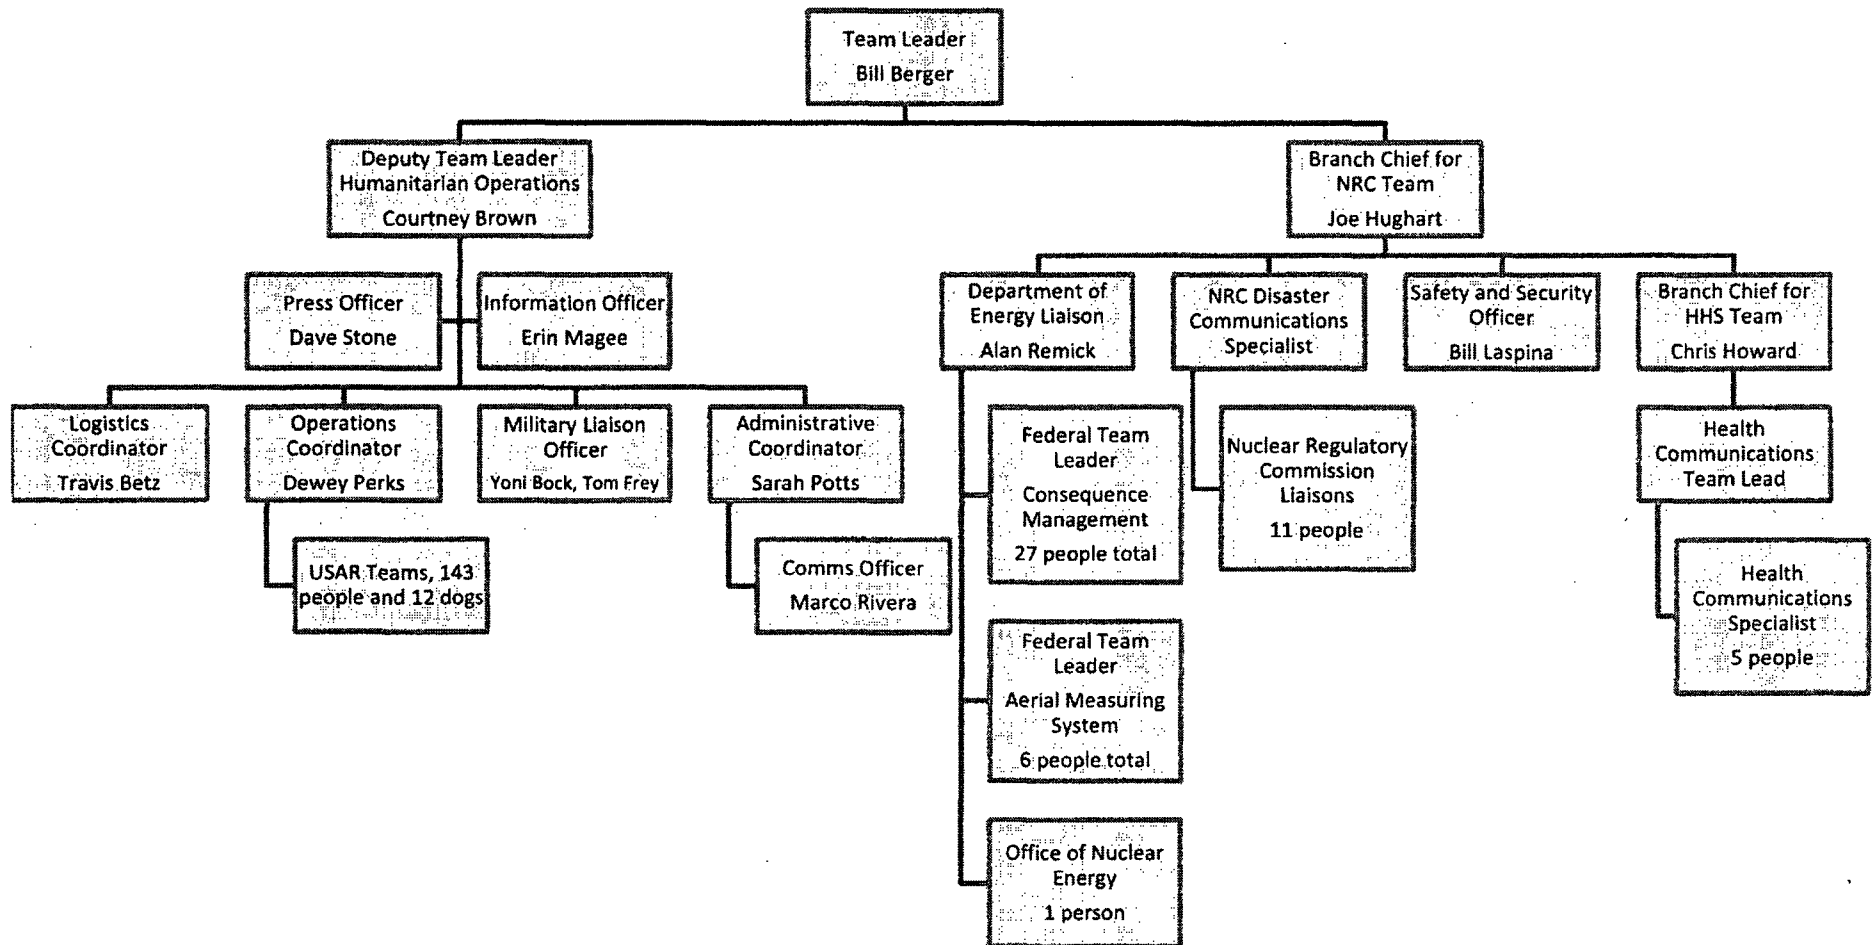 Team Leader
Bill Berger
Deputy Team Leader
Humanitarian Operations
Courtney Brown
Branch Chief for
NRC Team
Joe Hughart
Press Officer
Dave Stone
Information Officer
Erin Magee
Department of
Energy Liaison
Alan Remick
NRC Disaster
Communications
Specialist
Safety and Security
Officer
Bill Laspina
Branch Chief for
HHS Team
Chris Howard
Logistics
Coordinator
Travis Betz
Operations
Coordinator
Dewey Perks
Military Liaison
Officer
Yoni Bock, Tom Frey
Administrative
Coordinator
Sarah Potts
Federal Team
Leader
Consequence
Management
27 people total
Nuclear Regulatory
Commission
Liaisons
11 people
Health
Communications
Team Lead
USAR Teams, 143
people and 12 dogs
Comms Officer
Marco Rivera
Health
Communications
Specialist
5 people
Federal Team
Leader
Aerial Measuring
System
6 people total
Office of Nuclear
Energy
1 person